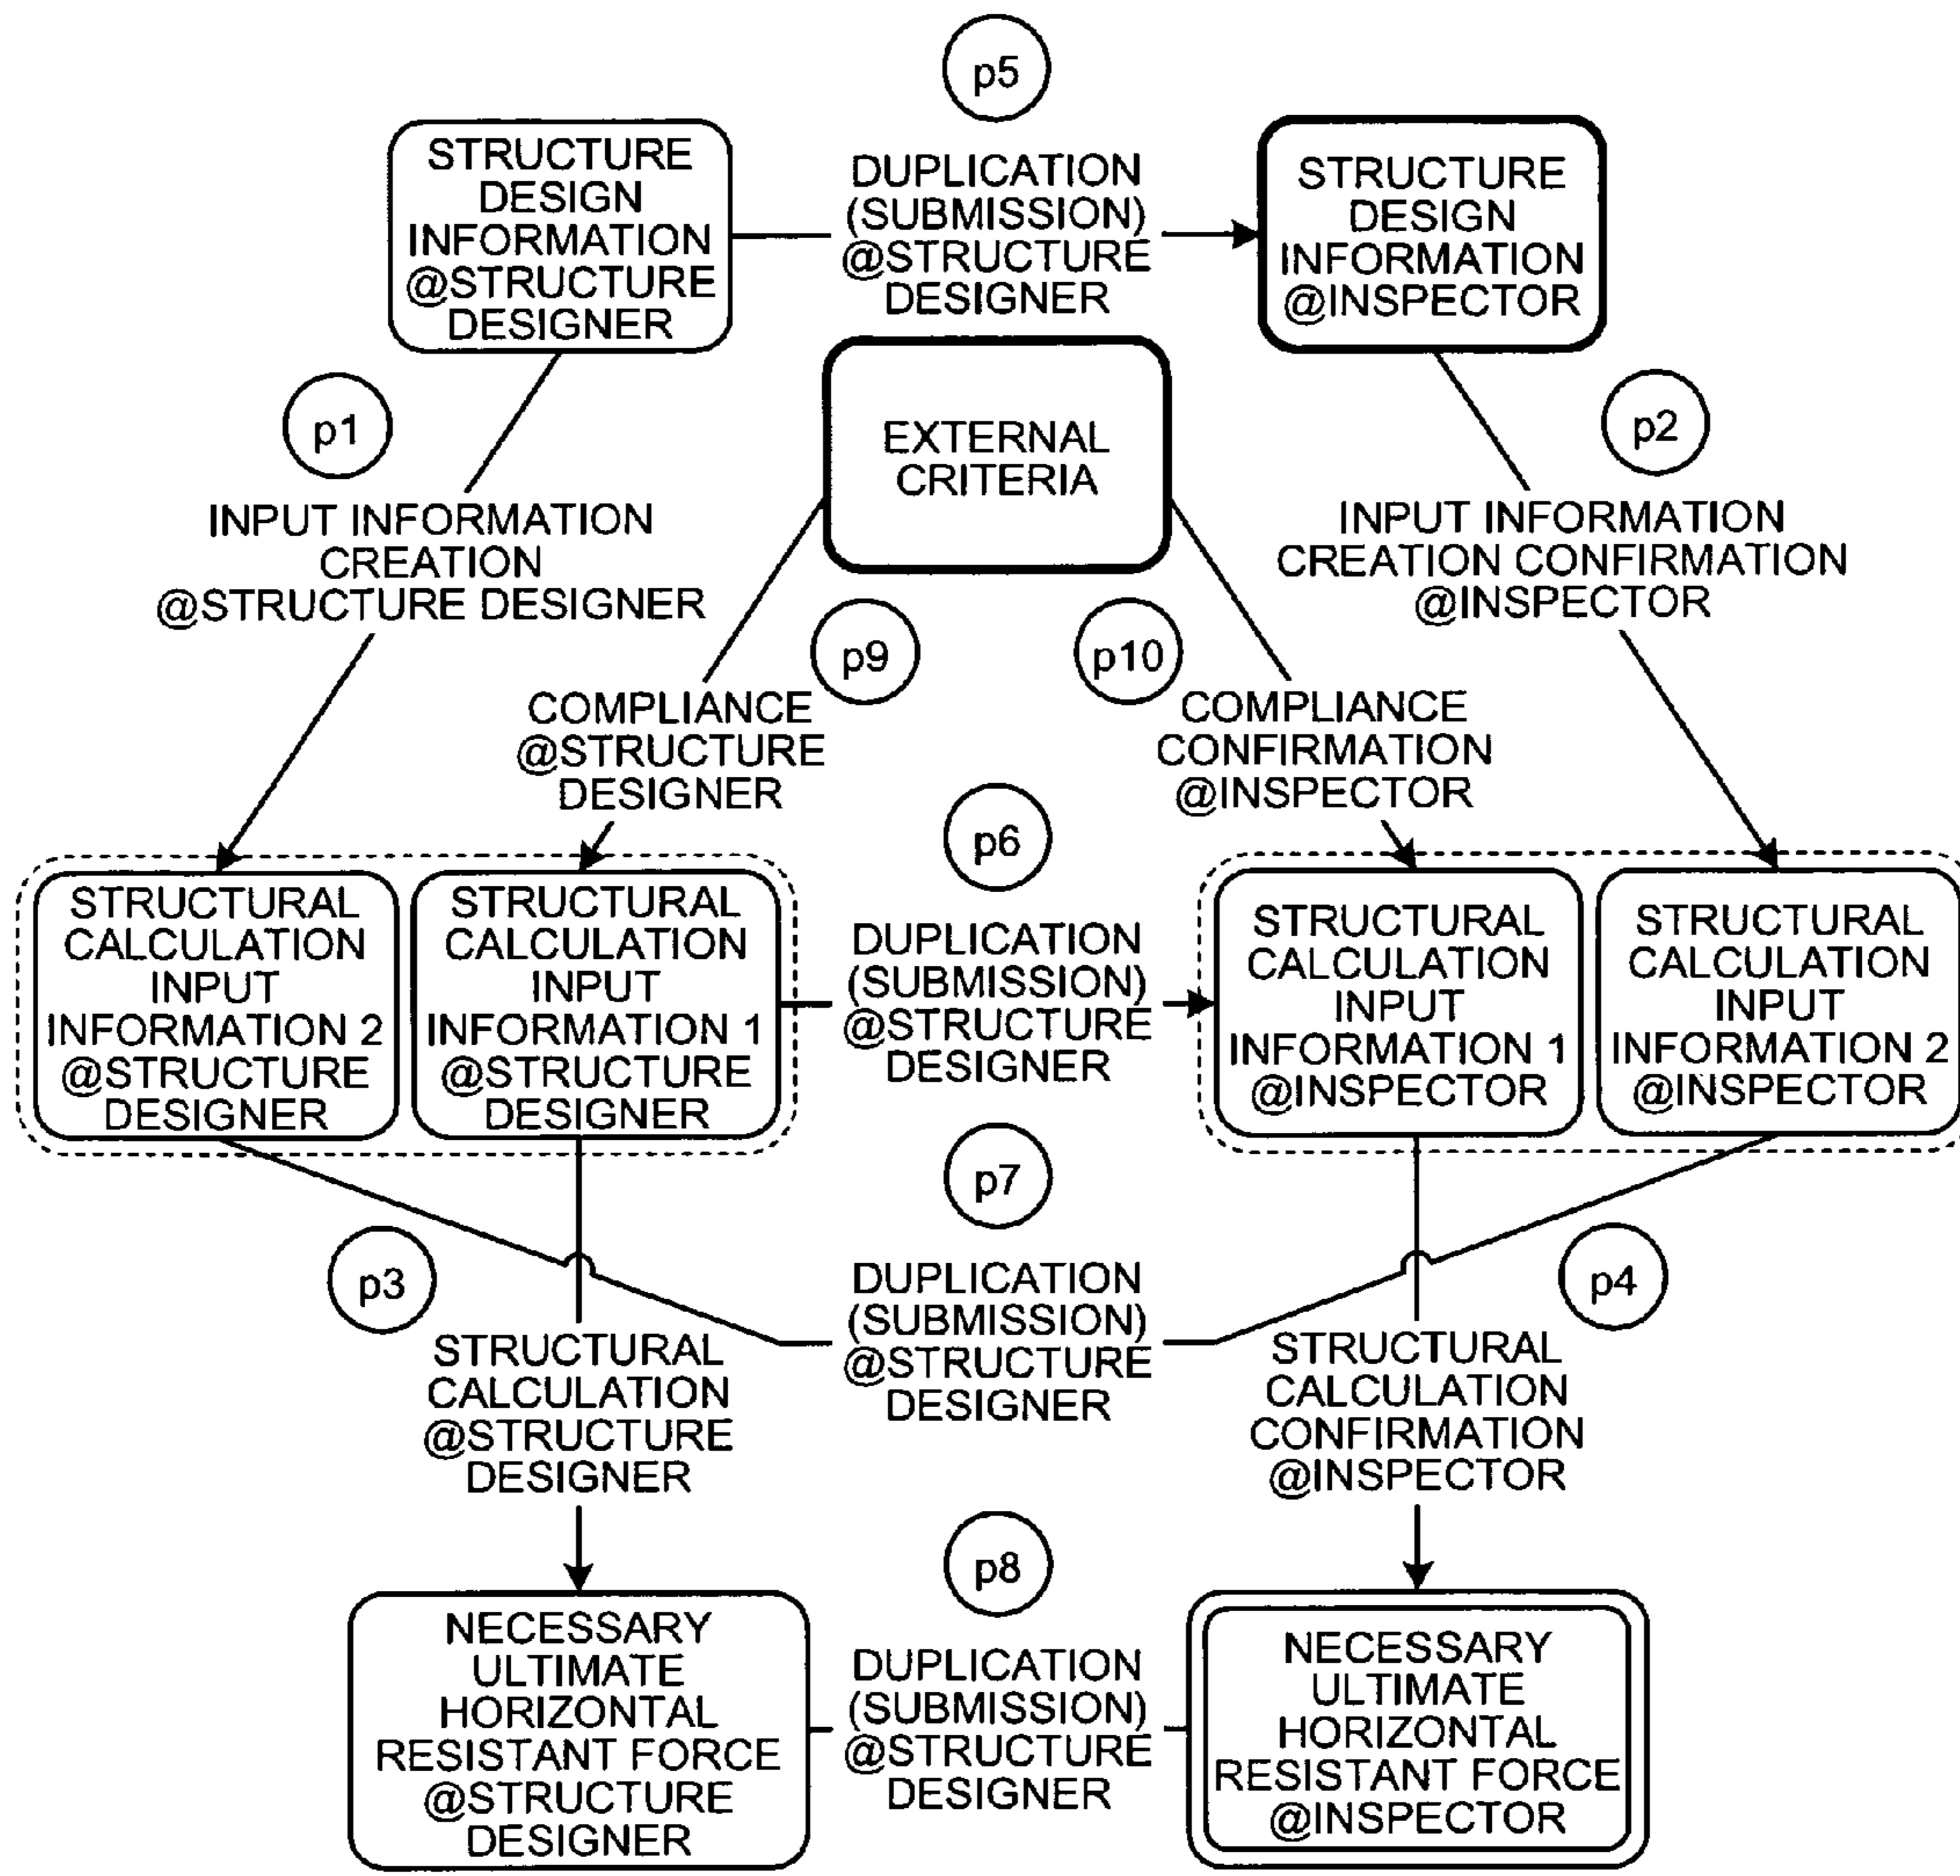 p5
STRUCTURE
DESIGN
INFORMATION
@STRUCTURE
DESIGNER
DUPLICATION
(SUBMISSION)
@STRUCTURE
DESIGNER
STRUCTURE
DESIGN
INFORMATION
@INSPECTOR
p1
EXTERNAL
CRITERIA
p2
INPUT INFORMATION
CREATION
@STRUCTURE DESIGNER
INPUT INFORMATION
CREATION CONFIRMATION
@INSPECTOR
p9
p10
COMPLIANCE
@STRUCTURE
DESIGNER
COMPLIANCE
CONFIRMATION
@INSPECTOR
p6
STRUCTURAL
CALCULATION
INPUT
INFORMATION 2
@STRUCTURE
DESIGNER
STRUCTURAL
CALCULATION
INPUT
INFORMATION 1
@STRUCTURE
DESIGNER
DUPLICATION
(SUBMISSION)
@STRUCTURE
DESIGNER
STRUCTURAL
CALCULATION
INPUT
INFORMATION 1
@INSPECTOR
STRUCTURAL
CALCULATION
INPUT
INFORMATION 2
@INSPECTOR
p7
p3
DUPLICATION
(SUBMISSION)
@STRUCTURE
DESIGNER
p4
STRUCTURAL
CALCULATION
@STRUCTURE
DESIGNER
STRUCTURAL
CALCULATION
CONFIRMATION
@INSPECTOR
p8
NECESSARY
ULTIMATE
HORIZONTAL
RESISTANT FORCE
@STRUCTURE
DESIGNER
DUPLICATION
(SUBMISSION)
@STRUCTURE
DESIGNER
NECESSARY
ULTIMATE
HORIZONTAL
RESISTANT FORCE
@INSPECTOR